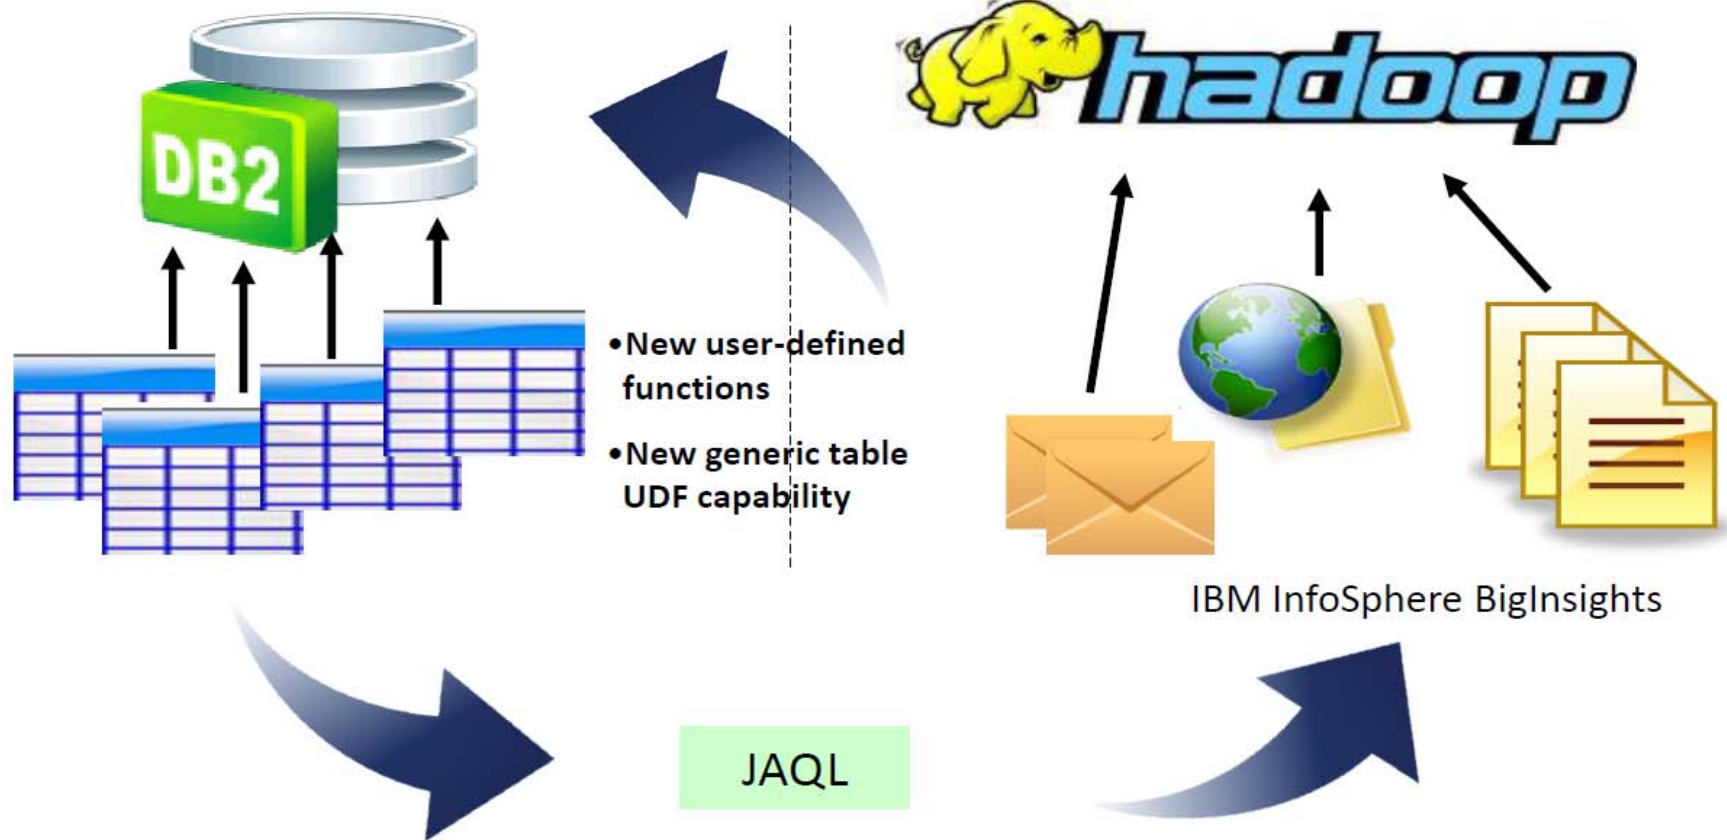 DB2
hadoop
•New user-defined
functions
•New generic table
UDF capability
IBM InfoSphere BigInsights
JAQL